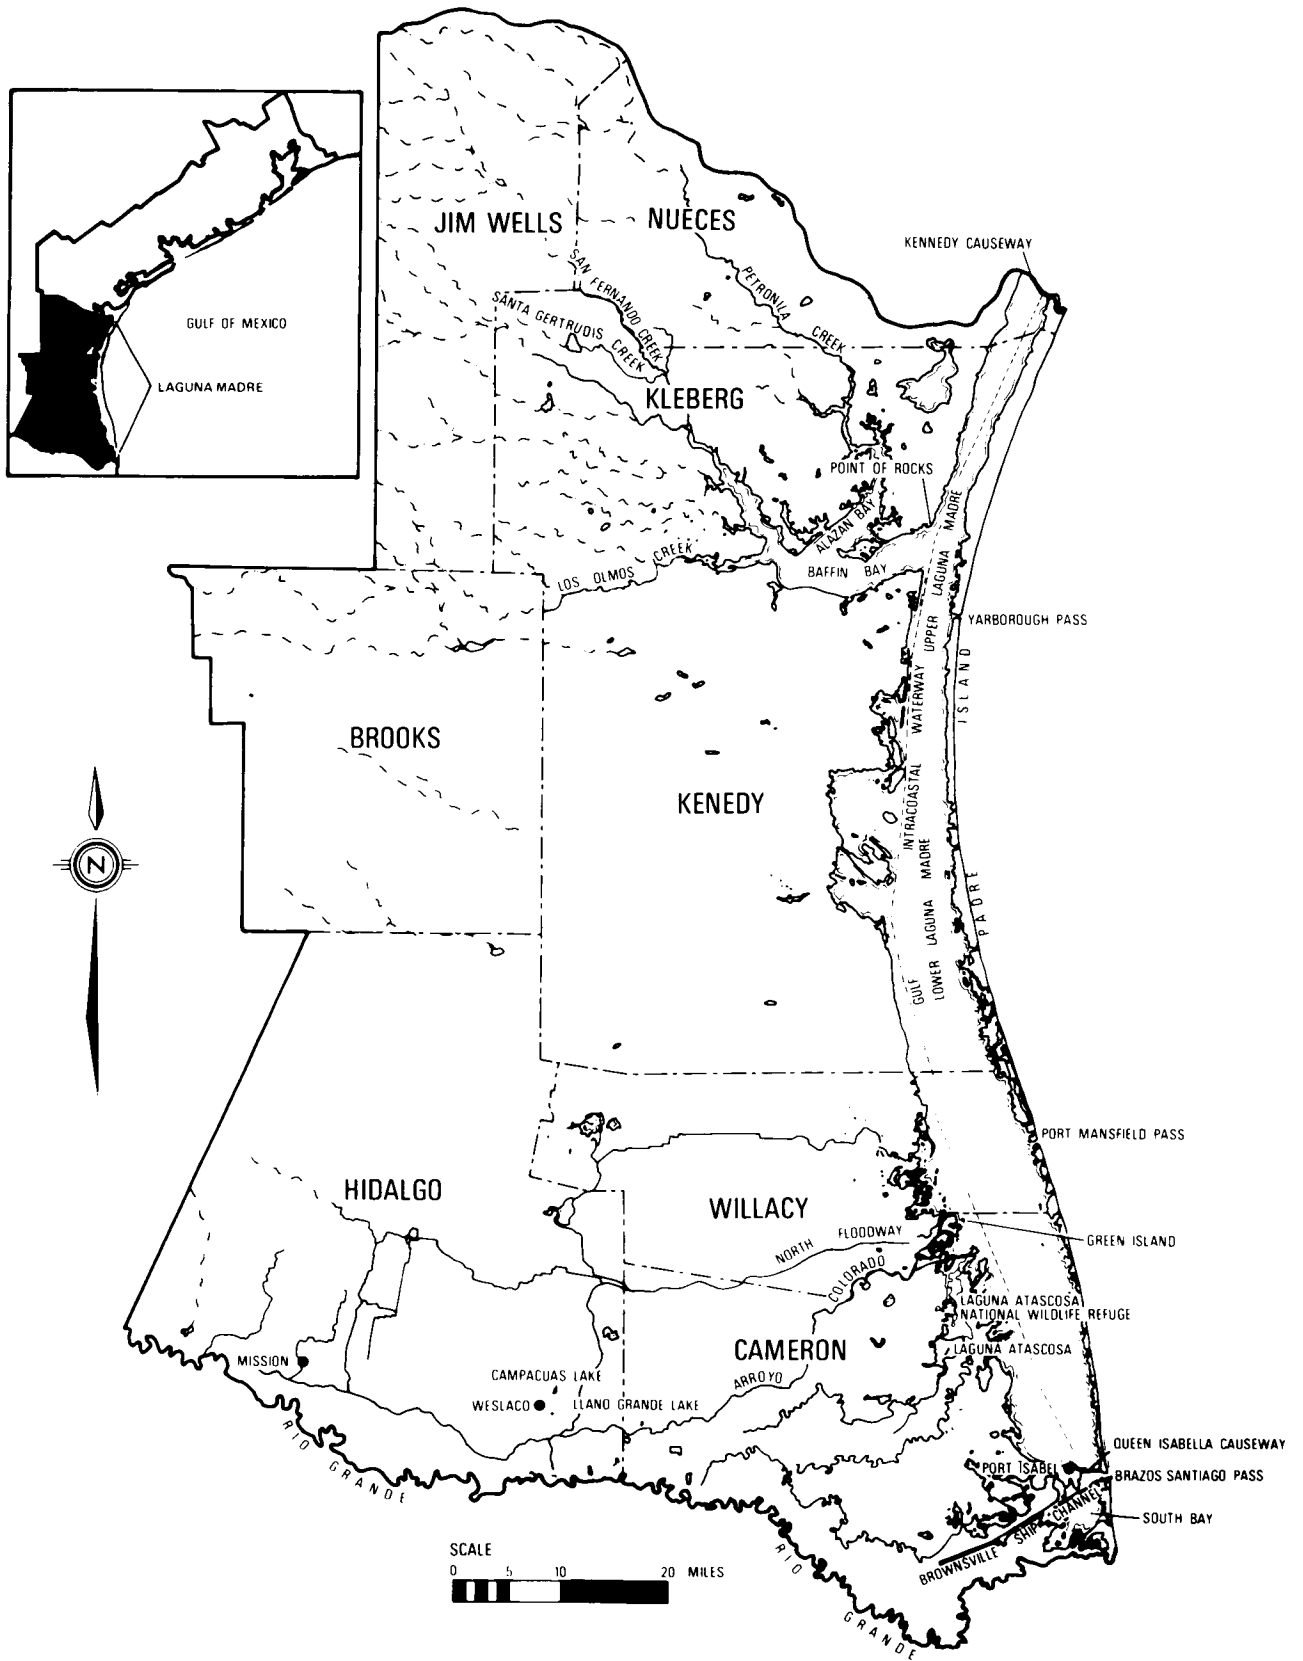 JIM WELLS
NUECES
KENNEDY CAUSEWAY
SAN FERNANDO CREEK
PETRONILA CREEK
SANTA GERTRUDIS CREEK
GULF OF MEXICO
LAGUNA MADRE
KLEBERG
POINT OF ROCKS
ALAZAN BAY
BAFFIN BAY
LOS OLMOS CREEK
UPPER LAGUNA MADRE
YARBOROUGH PASS
PADRE ISLAND
BROOKS
KENEDY
GULF INTRACOASTAL WATERWAY
LOWER LAGUNA MADRE
N
PORT MANSFIELD PASS
HIDALGO
WILLACY
NORTH FLOODWAY
GREEN ISLAND
ARROYO COLORADO
LAGUNA ATASCOSA
NATIONAL WILDLIFE REFUGE
LAGUNA ATASCOSA
CAMERON
MISSION
CAMPACUAS LAKE
WESLACO
LLANO GRANDE LAKE
RIO GRANDE
QUEEN ISABELLA CAUSEWAY
PORT ISABEL
BRAZOS SANTIAGO PASS
SOUTH BAY
BROWNSVILLE SHIP CHANNEL
RIO GRANDE
SCALE
0 5 10 20 MILES